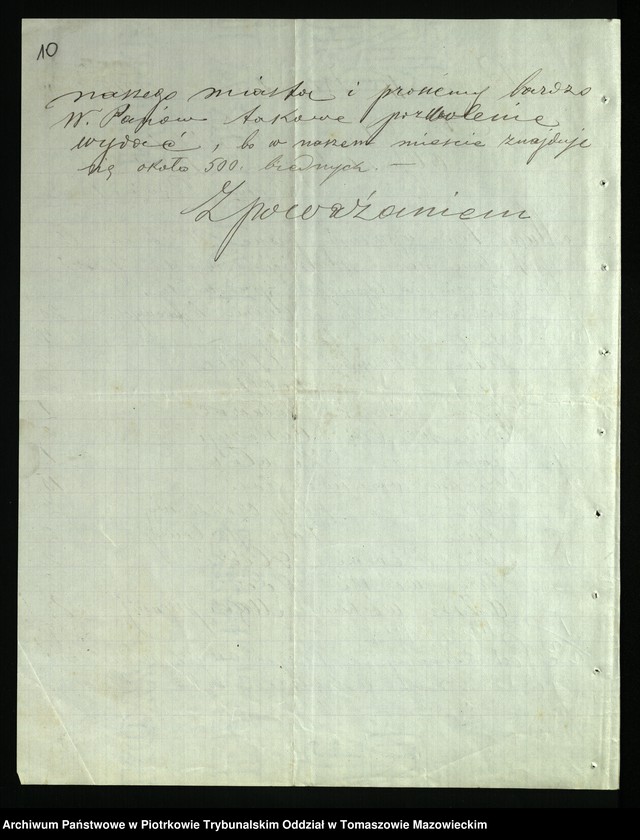 10
naszego miasta i prosiemy bardzo
W. Panów takowe pozwolenie
wydać, bo w naszem mieście znajduje
się około 500. biednych. —
Z poważaniem
Archiwum Państwowe w Piotrkowie Trybunalskim Oddział w Tomaszowie Mazowieckim